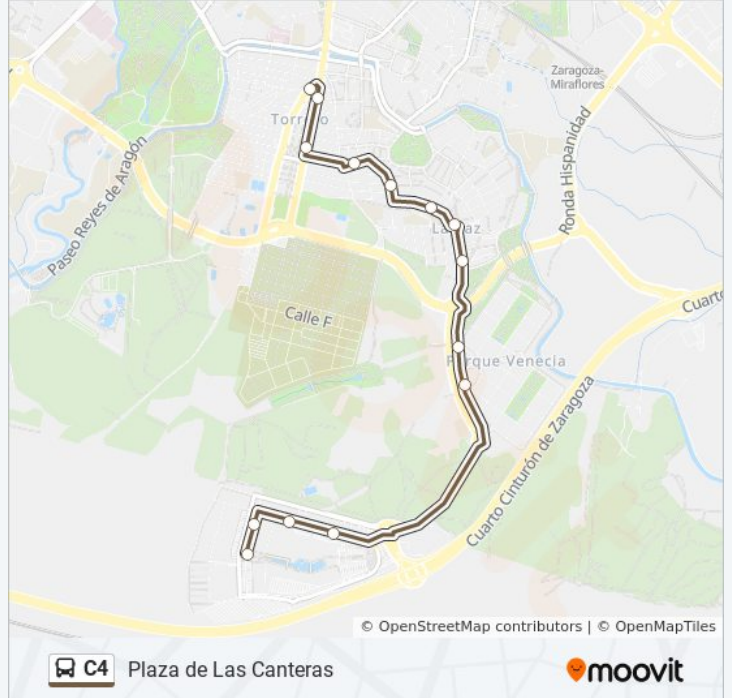 Zaragoza-
Miraflores
Torrero
Ronda Hispanidad
Paseo Reyes de Aragón
La Paz
Cuarto
Calle F
Parque Venecia
Cuarto Cinturón de Zaragoza
© OpenStreetMap contributors | © OpenMapTiles
C4 Plaza de Las Canteras
moovit